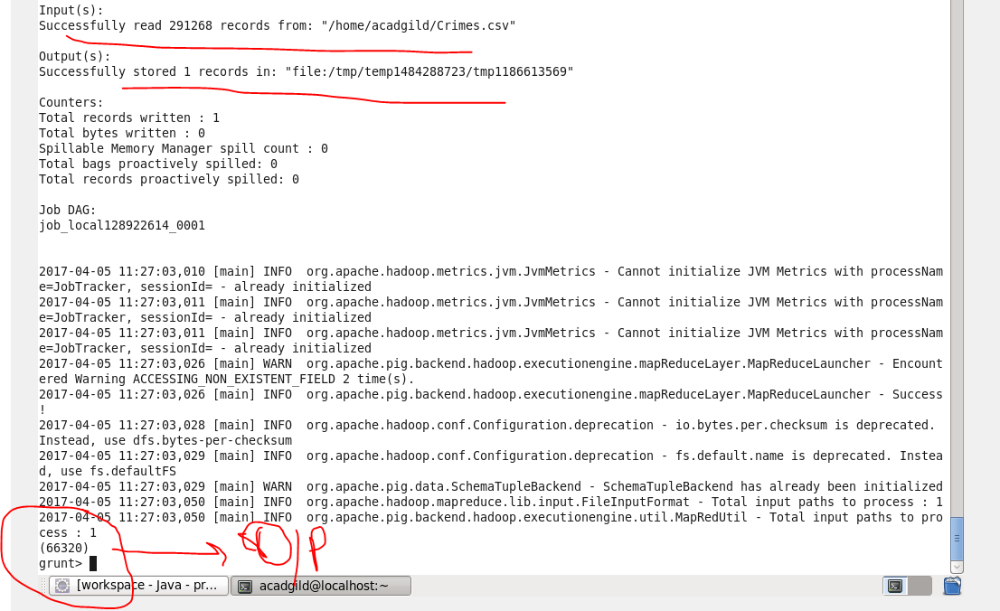 Input(s):
Successfully read 291268 records from: "/home/acadgild/Crimes.csv"
Output(s):
Successfully stored 1 records in: "file:/tmp/temp1484288723/tmp1186613569"
Counters:
Total records written : 1
Total bytes written : 0
Spillable Memory Manager spill count : 0
Total bags proactively spilled: 0
Total records proactively spilled: 0
Job DAG:
job_local128922614_0001
2017-04-05 11:27:03,010 [main] INFO  org.apache.hadoop.metrics.jvm.JvmMetrics - Cannot initialize JVM Metrics with processNam
e=JobTracker, sessionId= - already initialized
2017-04-05 11:27:03,011 [main] INFO  org.apache.hadoop.metrics.jvm.JvmMetrics - Cannot initialize JVM Metrics with processNam
e=JobTracker, sessionId= - already initialized
2017-04-05 11:27:03,011 [main] INFO  org.apache.hadoop.metrics.jvm.JvmMetrics - Cannot initialize JVM Metrics with processNam
e=JobTracker, sessionId= - already initialized
2017-04-05 11:27:03,026 [main] WARN  org.apache.pig.backend.hadoop.executionengine.mapReduceLayer.MapReduceLauncher - Encount
ered Warning ACCESSING_NON_EXISTENT_FIELD 2 time(s).
2017-04-05 11:27:03,026 [main] INFO  org.apache.pig.backend.hadoop.executionengine.mapReduceLayer.MapReduceLauncher - Success
!
2017-04-05 11:27:03,028 [main] INFO  org.apache.hadoop.conf.Configuration.deprecation - io.bytes.per.checksum is deprecated.
Instead, use dfs.bytes-per-checksum
2017-04-05 11:27:03,029 [main] INFO  org.apache.hadoop.conf.Configuration.deprecation - fs.default.name is deprecated. Instea
d, use fs.defaultFS
2017-04-05 11:27:03,029 [main] WARN  org.apache.pig.data.SchemaTupleBackend - SchemaTupleBackend has already been initialized
2017-04-05 11:27:03,050 [main] INFO  org.apache.hadoop.mapreduce.lib.input.FileInputFormat - Total input paths to process : 1
2017-04-05 11:27:03,050 [main] INFO  org.apache.pig.backend.hadoop.executionengine.util.MapRedUtil - Total input paths to pro
cess : 1
(66320)
O/P
grunt>
[workspace - Java - pr...
acadgild@localhost:~